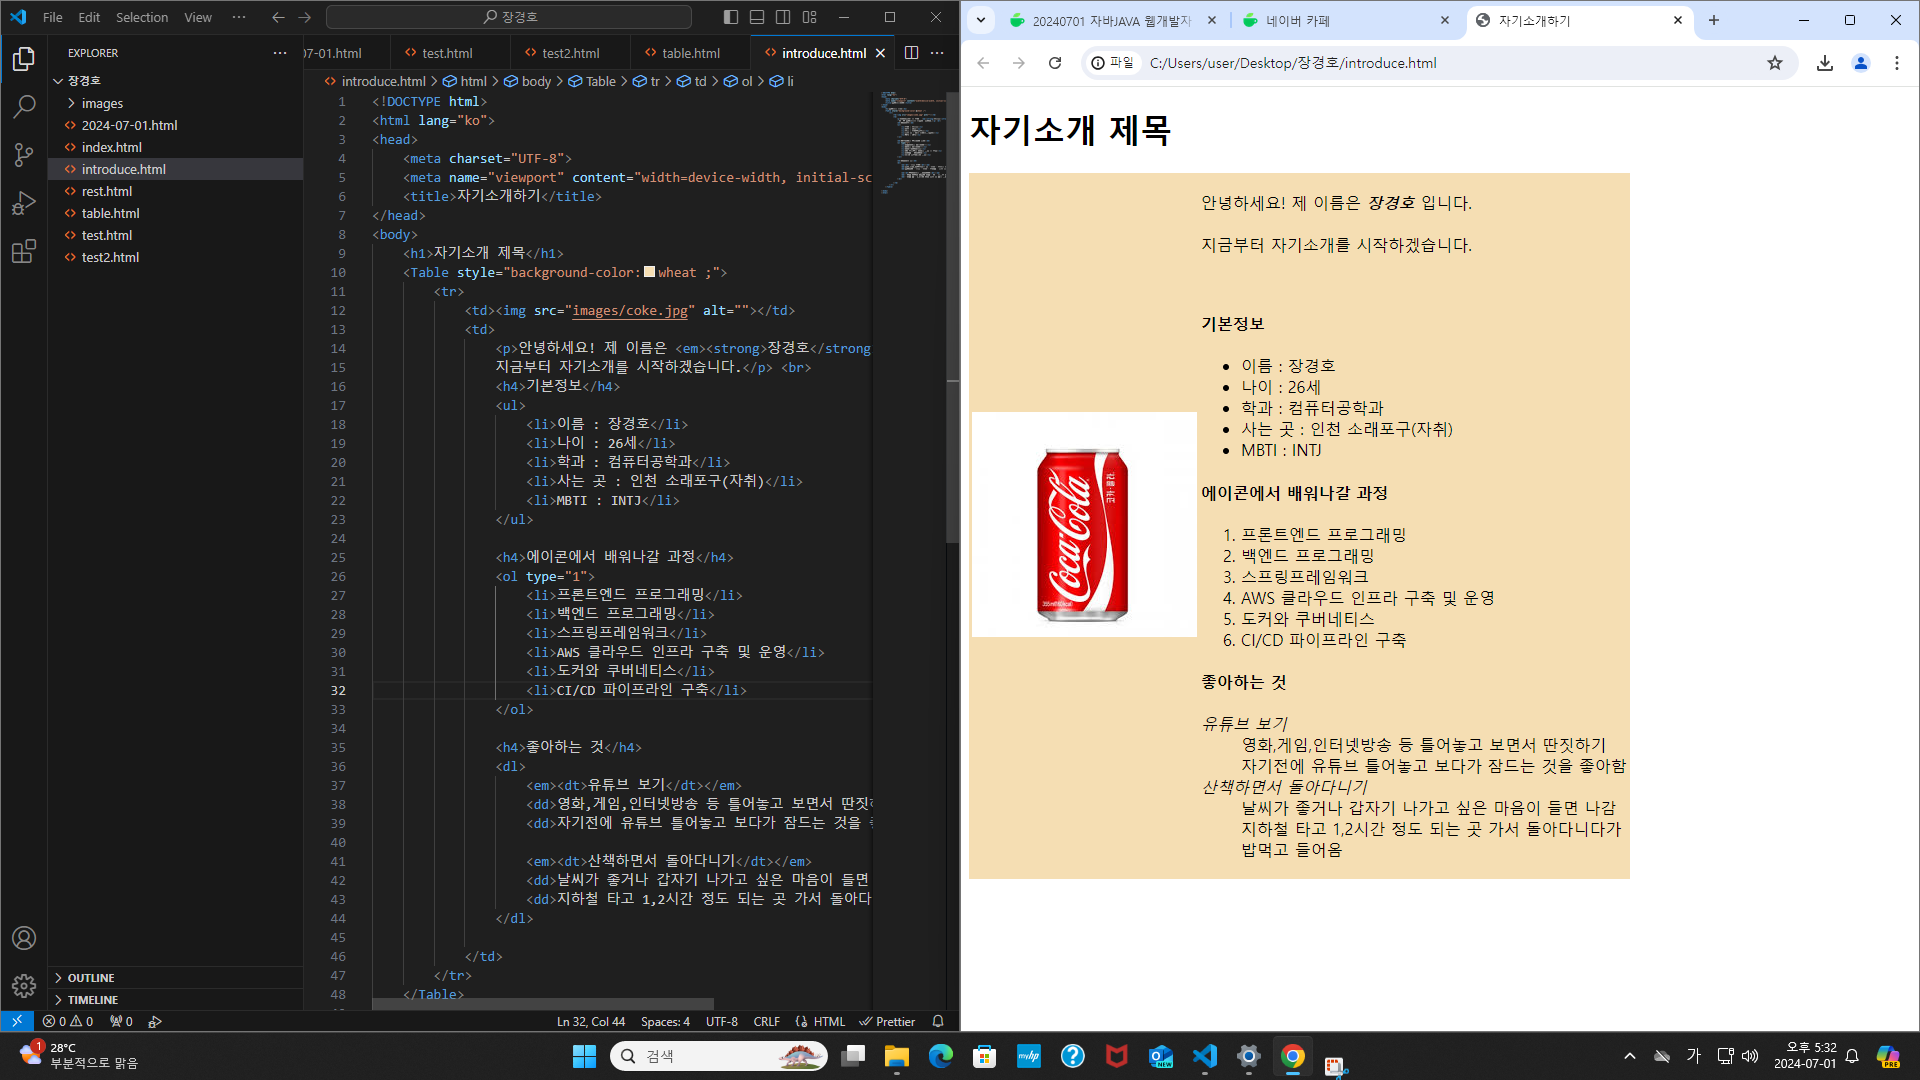 File Edit Selection View ···
장경호
EXPLORER
장경호
images
2024-07-01.html
index.html
introduce.html
rest.html
table.html
test.html
test2.html
OUTLINE
TIMELINE
07-01.html test.html test2.html table.html introduce.html
introduce.html > html > body > Table > tr > td > ol > li
1 <!DOCTYPE html>
2 <html lang="ko">
3 <head>
4 <meta charset="UTF-8">
5 <meta name="viewport" content="width=device-width, initial-sc
6 <title>자기소개하기</title>
7 </head>
8 <body>
9 <h1>자기소개 제목</h1>
10 <Table style="background-color: wheat ;">
11 <tr>
12 <td><img src="images/coke.jpg" alt=""></td>
13 <td>
14 <p>안녕하세요! 제 이름은 <em><strong>장경호</strong
15 지금부터 자기소개를 시작하겠습니다.</p> <br>
16 <h4>기본정보</h4>
17 <ul>
18 <li>이름 : 장경호</li>
19 <li>나이 : 26세</li>
20 <li>학과 : 컴퓨터공학과</li>
21 <li>사는 곳 : 인천 소래포구(자취)</li>
22 <li>MBTI : INTJ</li>
23 </ul>
24
25 <h4>에이콘에서 배워나갈 과정</h4>
26 <ol type="1">
27 <li>프론트엔드 프로그래밍</li>
28 <li>백엔드 프로그래밍</li>
29 <li>스프링프레임워크</li>
30 <li>AWS 클라우드 인프라 구축 및 운영</li>
31 <li>도커와 쿠버네티스</li>
32 <li>CI/CD 파이프라인 구축</li>
33 </ol>
34
35 <h4>좋아하는 것</h4>
36 <dl>
37 <em><dt>유튜브 보기</dt></em>
38 <dd>영화,게임,인터넷방송 등 틀어놓고 보면서 딴짓
39 <dd>자기전에 유튜브 틀어놓고 보다가 잠드는 것을
40
41 <em><dt>산책하면서 돌아다니기</dt></em>
42 <dd>날씨가 좋거나 갑자기 나가고 싶은 마음이 들면
43 <dd>지하철 타고 1,2시간 정도 되는 곳 가서 돌아다
44 </dl>
45
46 </td>
47 </tr>
48 </Table>
0 0 0 Ln 32, Col 44 Spaces: 4 UTF-8 CRLF HTML Prettier
20240701 자바JAVA 웹개발자 네이버 카페 자기소개하기
파일 C:/Users/user/Desktop/장경호/introduce.html
자기소개 제목
안녕하세요! 제 이름은 장경호 입니다.
지금부터 자기소개를 시작하겠습니다.
기본정보
• 이름 : 장경호
• 나이 : 26세
• 학과 : 컴퓨터공학과
• 사는 곳 : 인천 소래포구(자취)
• MBTI : INTJ
에이콘에서 배워나갈 과정
1. 프론트엔드 프로그래밍
2. 백엔드 프로그래밍
3. 스프링프레임워크
4. AWS 클라우드 인프라 구축 및 운영
5. 도커와 쿠버네티스
6. CI/CD 파이프라인 구축
좋아하는 것
유튜브 보기
영화,게임,인터넷방송 등 틀어놓고 보면서 딴짓하기
자기전에 유튜브 틀어놓고 보다가 잠드는 것을 좋아함
산책하면서 돌아다니기
날씨가 좋거나 갑자기 나가고 싶은 마음이 들면 나감
지하철 타고 1,2시간 정도 되는 곳 가서 돌아다니다가
밥먹고 들어옴
Coca-Cola
코카-콜라
1
28°C
부분적으로 맑음
검색
myhp
NEW
가
오후 5:32
2024-07-01
PRE